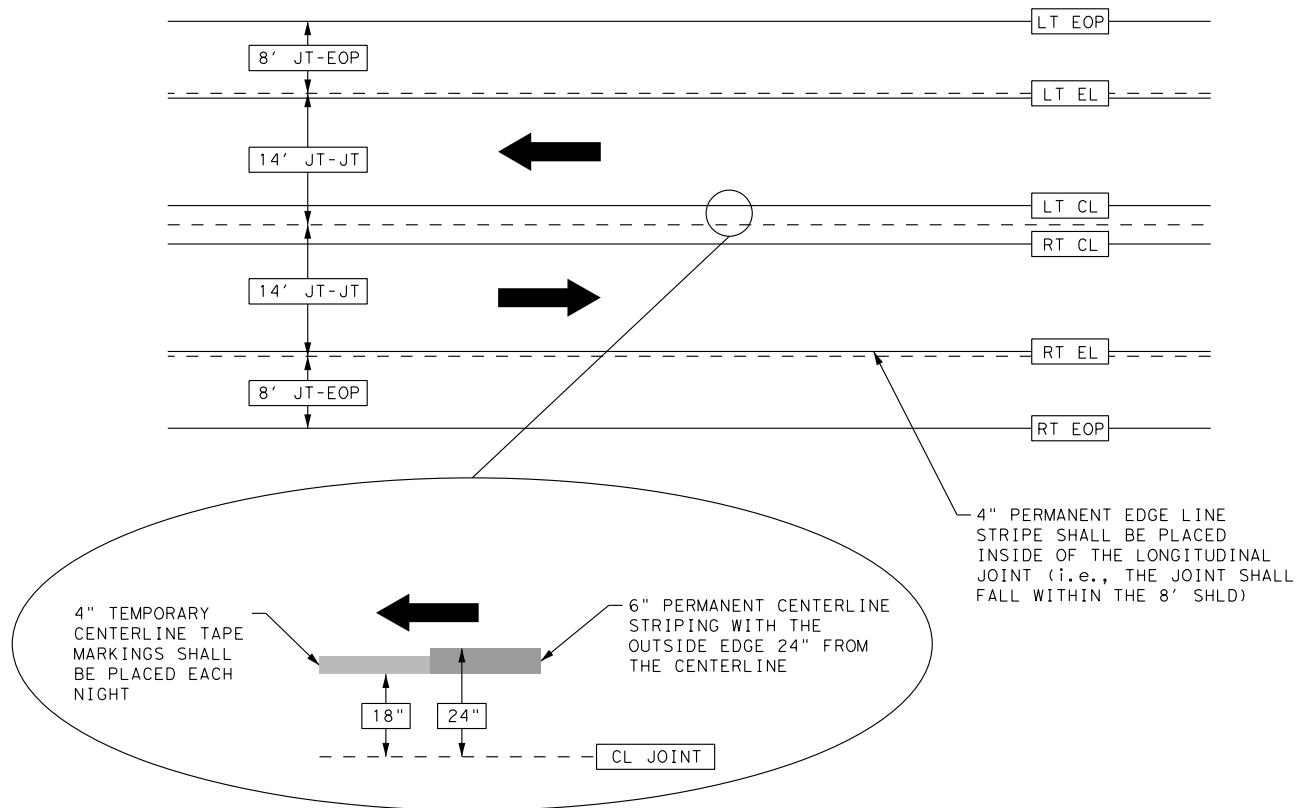 LT EOP
8' JT-EOP
LT EL
14' JT-JT
LT CL
RT CL
14' JT-JT
RT EL
8' JT-EOP
RT EOP
4" PERMANENT EDGE LINE
STRIPE SHALL BE PLACED
INSIDE OF THE LONGITUDINAL
JOINT (i.e., THE JOINT SHALL
FALL WITHIN THE 8' SHLD)
4" TEMPORARY
CENTERLINE TAPE
MARKINGS SHALL
BE PLACED EACH
NIGHT
6" PERMANENT CENTERLINE
STRIPING WITH THE
OUTSIDE EDGE 24" FROM
THE CENTERLINE
18"
24"
CL JOINT